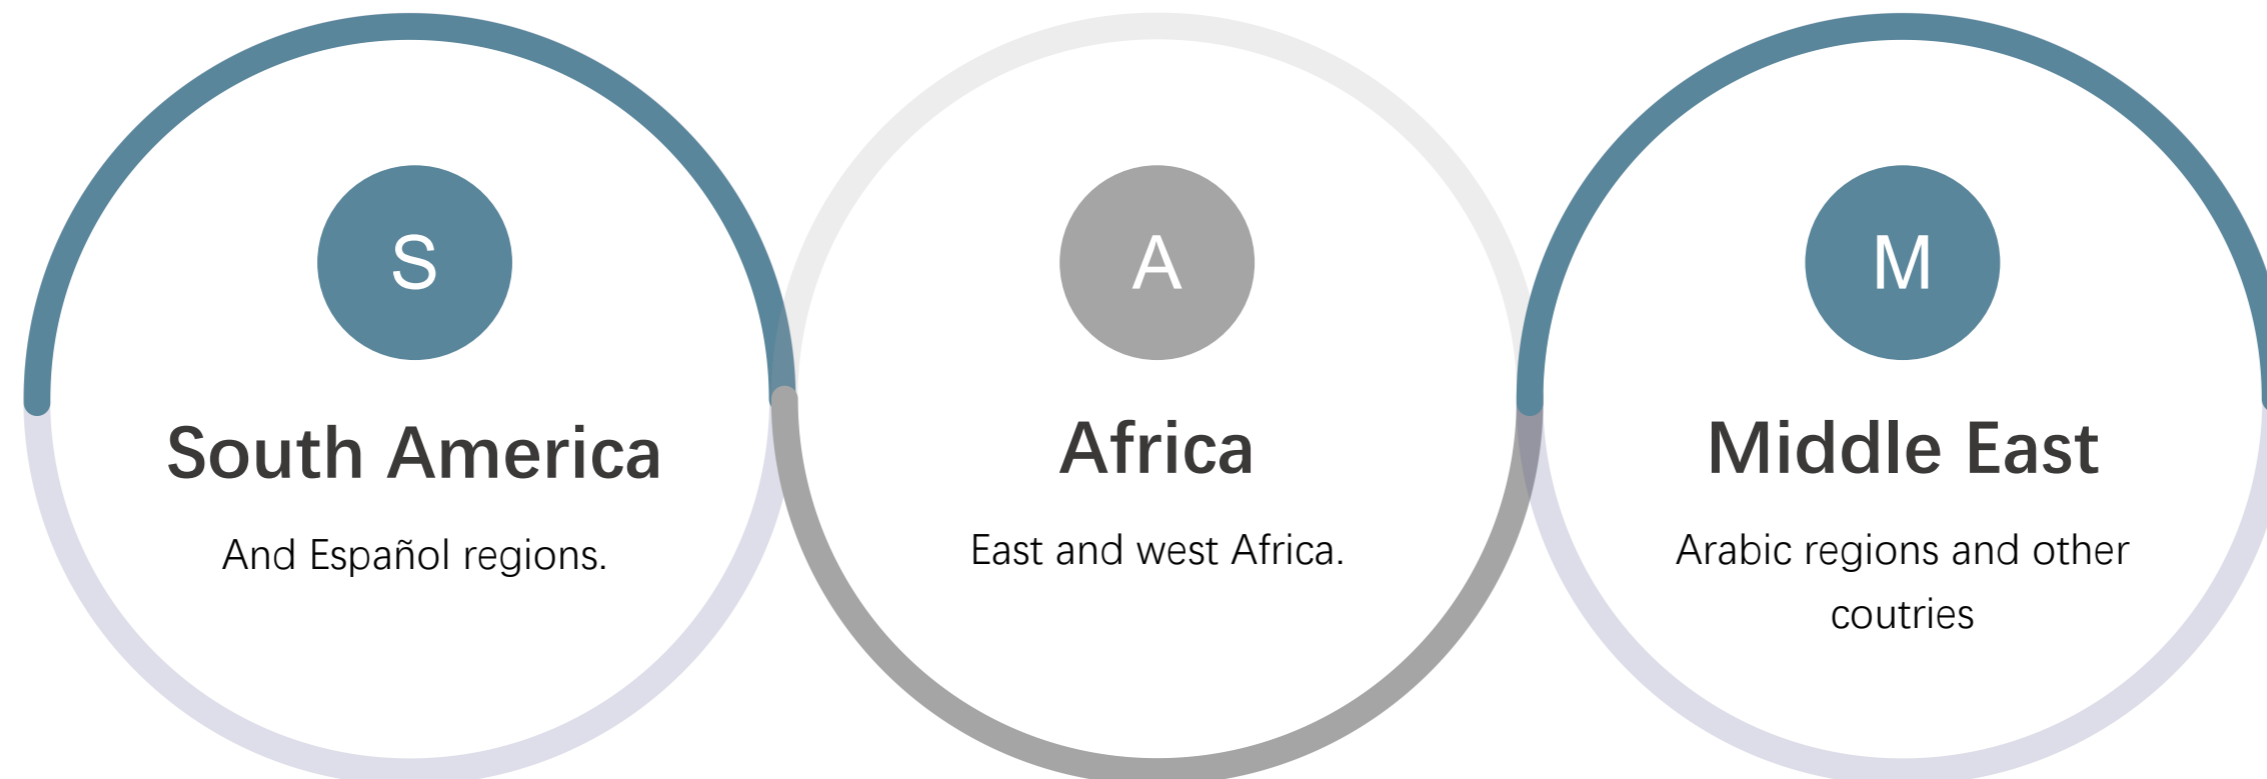 S
South America
And Español regions.
A
Africa
East and west Africa.
M
Middle East
Arabic regions and other
coutries